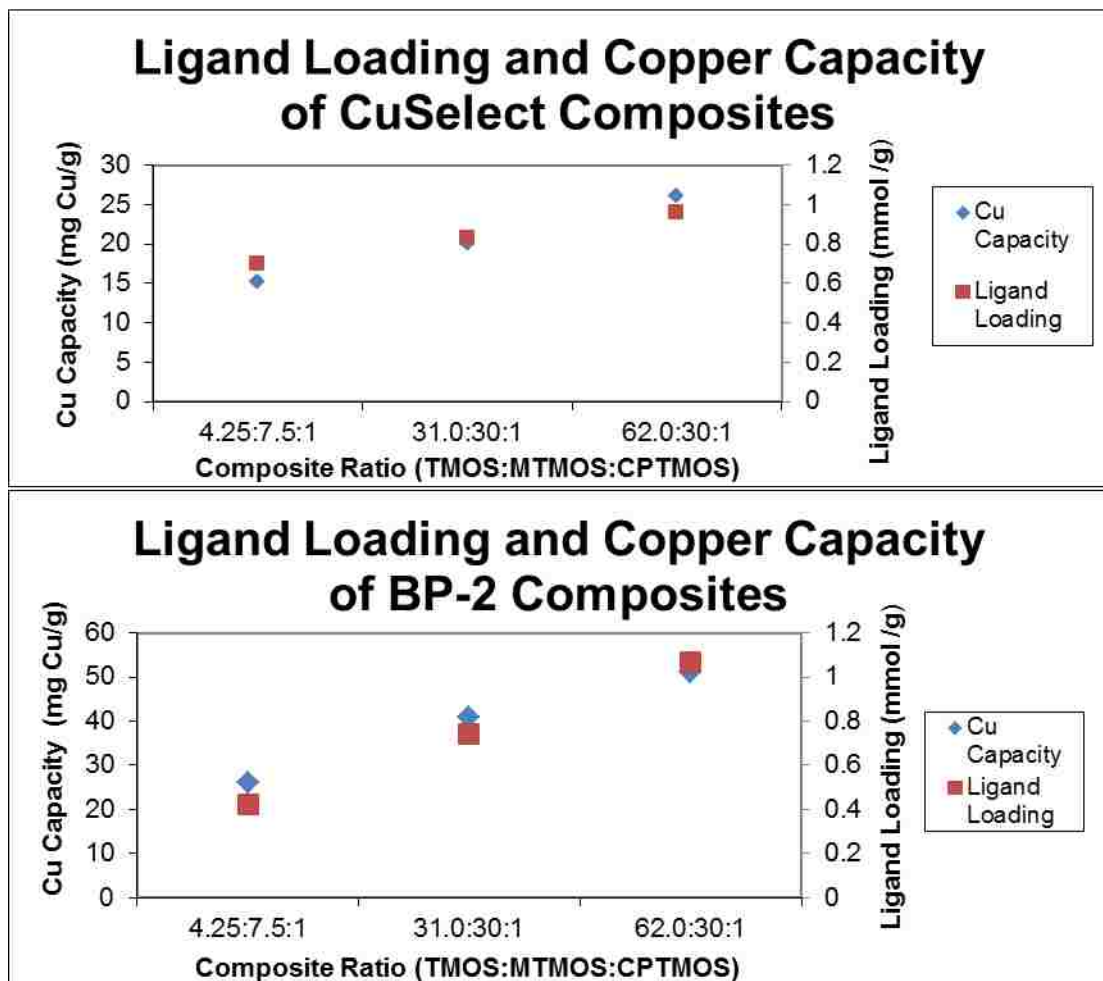 Ligand Loading and Copper Capacity
of CuSelect Composites
Cu Capacity (mg Cu/g)
30
25
20
15
10
5
0
1.2
1
0.8
0.6
0.4
0.2
0
Ligand Loading (mmol /g)
4.25:7.5:1 31.0:30:1 62.0:30:1
Composite Ratio (TMOS:MTMOS:CPTMOS)
Cu
Capacity
Ligand
Loading
Ligand Loading and Copper Capacity
of BP-2 Composites
Cu Capacity (mg Cu/g)
60
50
40
30
20
10
0
1.2
1
0.8
0.6
0.4
0.2
0
Ligand Loading (mmol /g)
4.25:7.5:1 31.0:30:1 62.0:30:1
Composite Ratio (TMOS:MTMOS:CPTMOS)
Cu
Capacity
Ligand
Loading